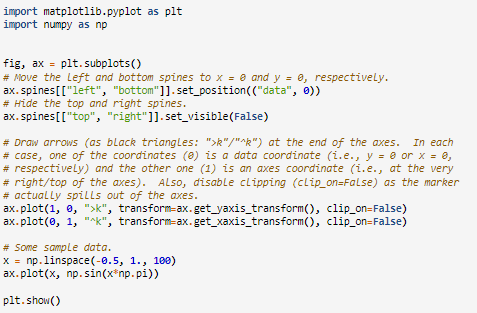 import matplotlib.pyplot as plt
import numpy as np
fig, ax = plt.subplots()
# Move the left and bottom spines to x = 0 and y = 0, respectively.
ax.spines[["left", "bottom"]].set_position(("data", 0))
# Hide the top and right spines.
ax.spines[["top", "right"]].set_visible(False)
# Draw arrows (as black triangles: ">k"/"^k") at the end of the axes.  In each
# case, one of the coordinates (0) is a data coordinate (i.e., y = 0 or x = 0,
# respectively) and the other one (1) is an axes coordinate (i.e., at the very
# right/top of the axes).  Also, disable clipping (clip_on=False) as the marker
# actually spills out of the axes.
ax.plot(1, 0, ">k", transform=ax.get_yaxis_transform(), clip_on=False)
ax.plot(0, 1, "^k", transform=ax.get_xaxis_transform(), clip_on=False)
# Some sample data.
x = np.linspace(-0.5, 1., 100)
ax.plot(x, np.sin(x*np.pi))
plt.show()